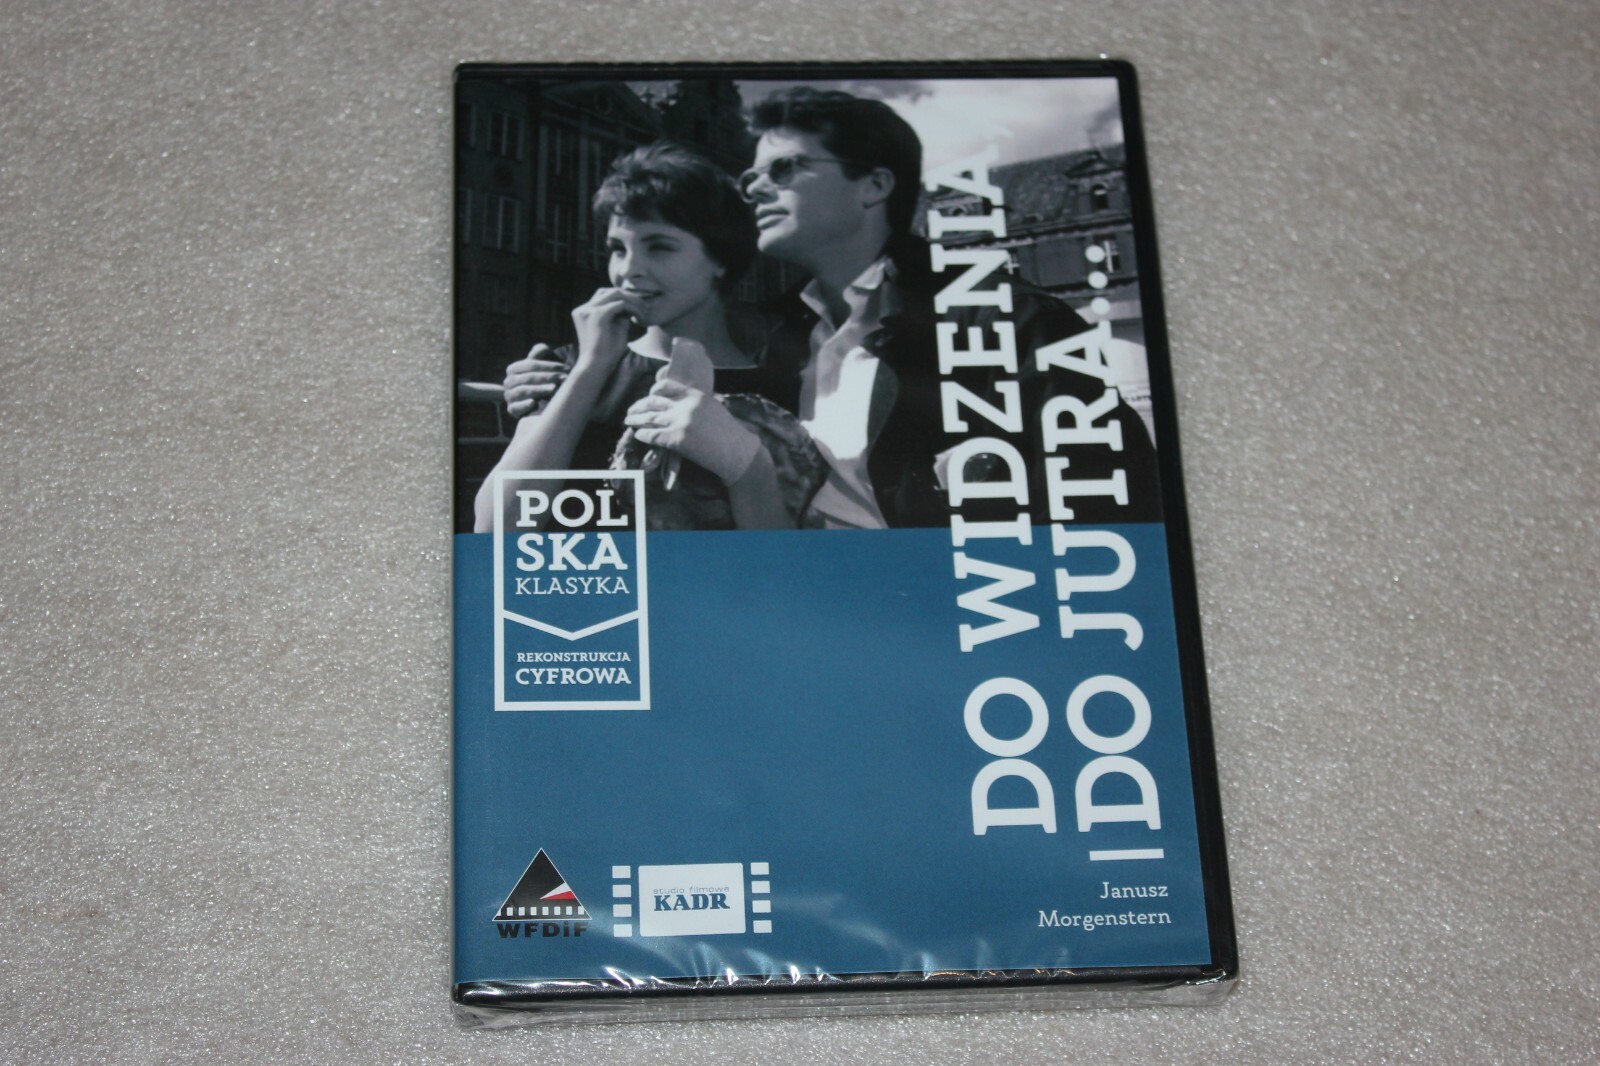 DO WIDZENIA,
DO JUTRA...
POL
SKA
KLASYKA
REKONSTRUKCJA
CYFROWA
WFDiF
studio filmowe
KADR
Janusz
Morgenstern